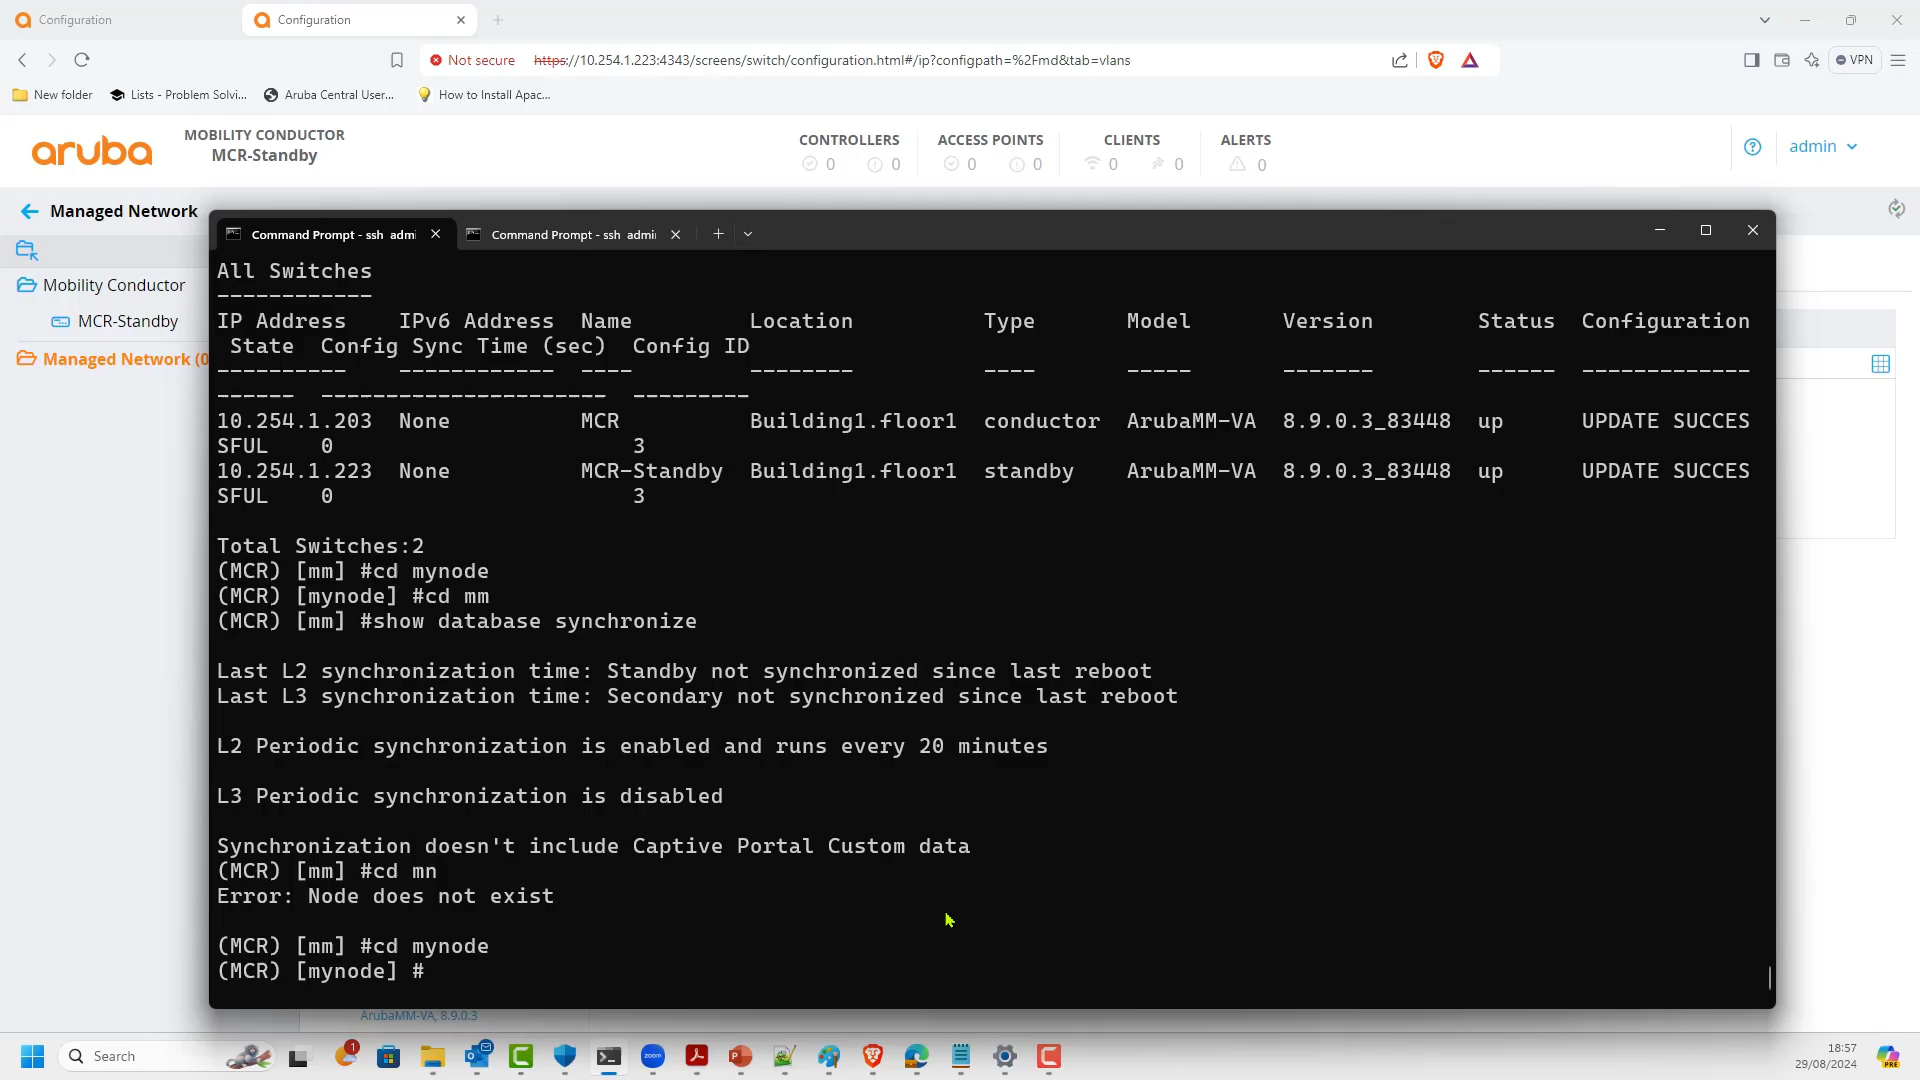 Configuration
Configuration
Not secure https://10.254.1.223:4343/screens/switch/configuration.html#/ip?configpath=%2Fmd&tab=vlans
VPN
New folder Lists - Problem Solvi... Aruba Central User... How to Install Apac...
aruba
MOBILITY CONDUCTOR
MCR-Standby
CONTROLLERS ACCESS POINTS CLIENTS ALERTS
0 0 0 0 0 0 0
admin
Managed Network
Mobility Conductor
MCR-Standby
Managed Network (0
Command Prompt - ssh admi Command Prompt - ssh admi
All Switches
------------
IP Address IPv6 Address Name Location Type Model Version Status Configuration
State Config Sync Time (sec) Config ID
---------- ------------ ---- -------- ---- ----- ------- ------ -------------
------ ---------------------- ---------
10.254.1.203 None MCR Building1.floor1 conductor ArubaMM-VA 8.9.0.3_83448 up UPDATE SUCCES
SFUL 0 3
10.254.1.223 None MCR-Standby Building1.floor1 standby ArubaMM-VA 8.9.0.3_83448 up UPDATE SUCCES
SFUL 0 3
Total Switches:2
(MCR) [mm] #cd mynode
(MCR) [mynode] #cd mm
(MCR) [mm] #show database synchronize
Last L2 synchronization time: Standby not synchronized since last reboot
Last L3 synchronization time: Secondary not synchronized since last reboot
L2 Periodic synchronization is enabled and runs every 20 minutes
L3 Periodic synchronization is disabled
Synchronization doesn't include Captive Portal Custom data
(MCR) [mm] #cd mn
Error: Node does not exist
(MCR) [mm] #cd mynode
(MCR) [mynode] #
ArubaMM-VA, 8.9.0.3
Search
1
zoom
PRE
18:57
29/08/2024